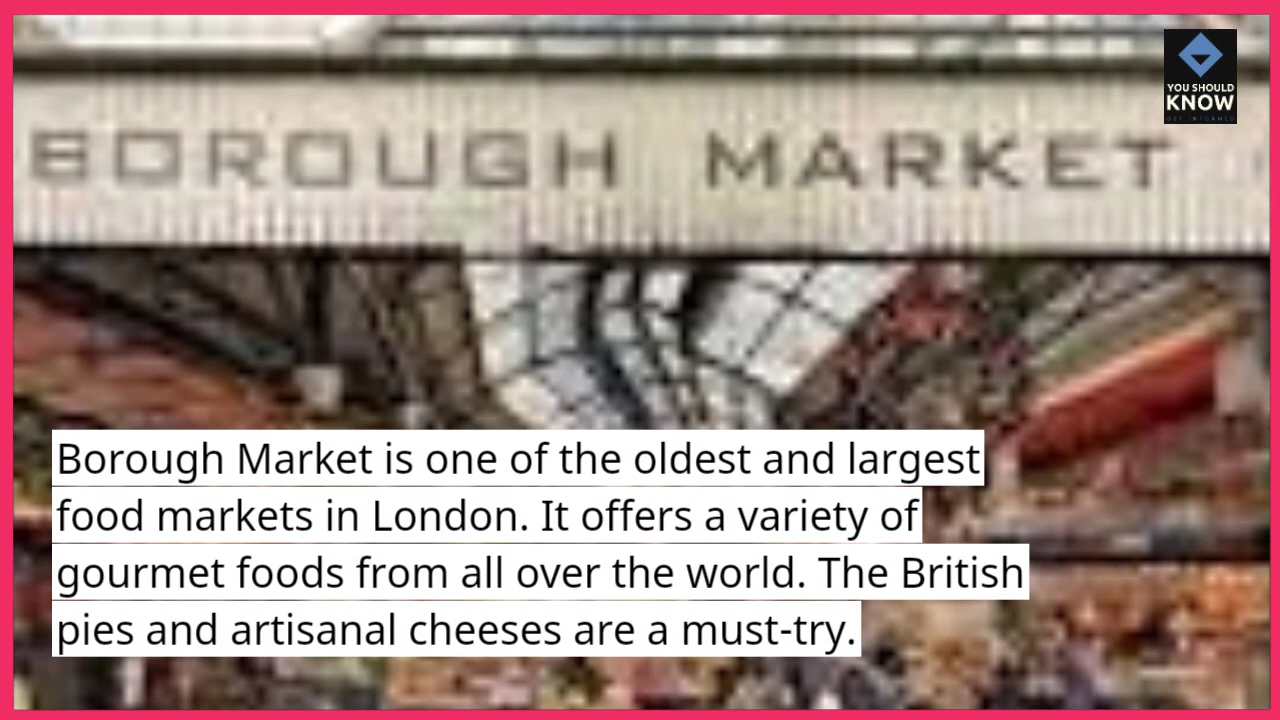 YOU SHOULD
KNOW
GET INFORMED
BOROUGH MARKET
Borough Market is one of the oldest and largest
food markets in London. It offers a variety of
gourmet foods from all over the world. The British
pies and artisanal cheeses are a must-try.